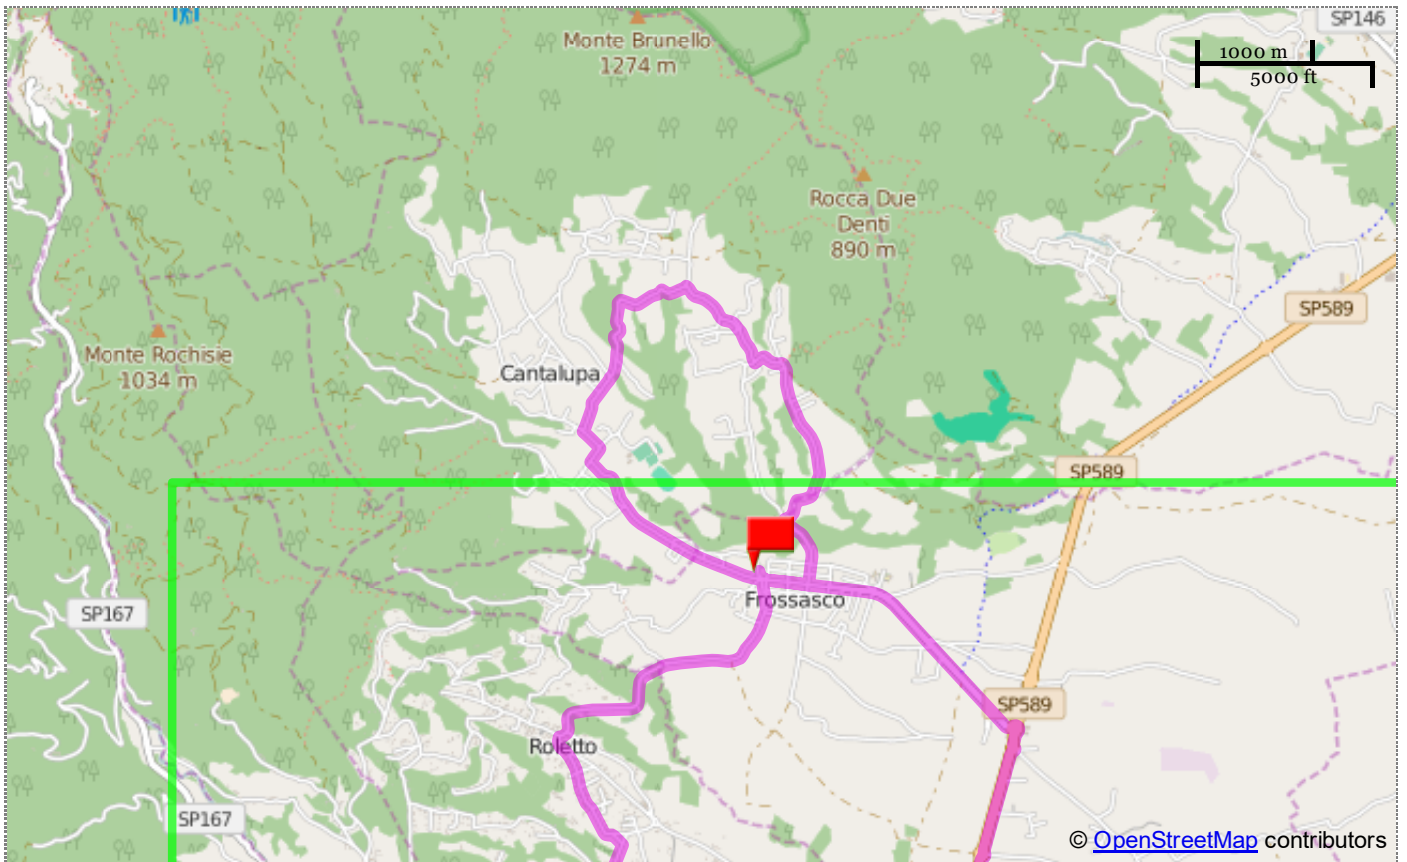 SP146
Monte Brunello
1274 m
1000 m
5000 ft
Rocca Due
Denti
890 m
SP589
Monte Rochisie
1034 m
Cantalupa
SP589
SP167
Frossasco
SP589
Roletto
SP167
© OpenStreetMap contributors